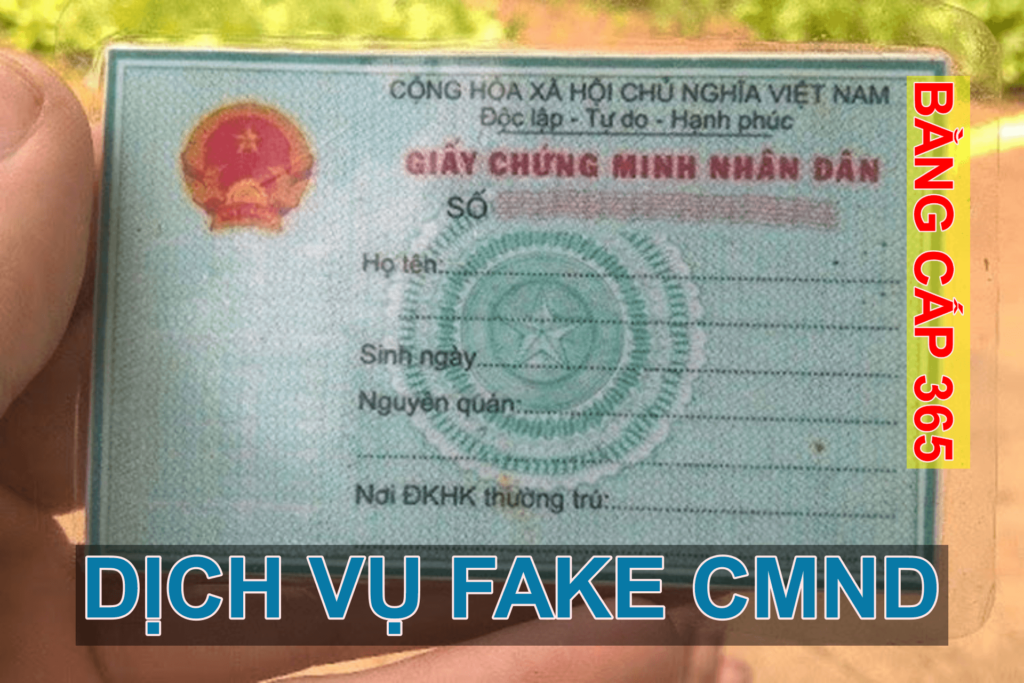 CỘNG HÒA XÃ HỘI CHỦ NGHĨA VIỆT NAM
Độc lập - Tự do - Hạnh phúc
GIẤY CHỨNG MINH NHÂN DÂN
SỐ
Họ tên:
Sinh ngày
Nguyên quán:
Nơi ĐKHK thường trú:
BẰNG CẤP 365
DỊCH VỤ FAKE CMND